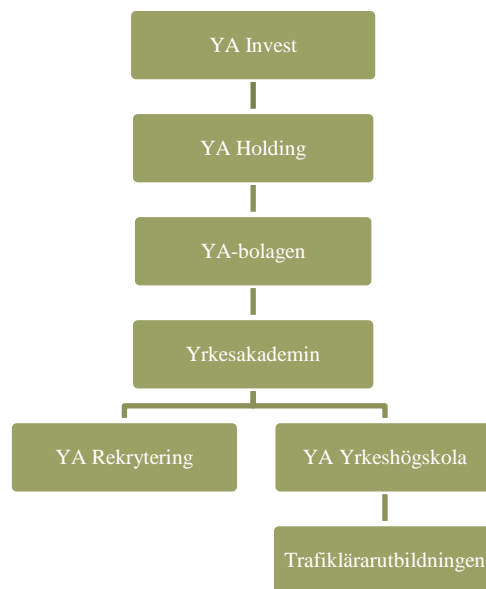 YA Invest
YA Holding
YA-bolagen
Yrkesakademin
YA Rekrytering
YA Yrkeshögskola
Trafiklärarutbildningen